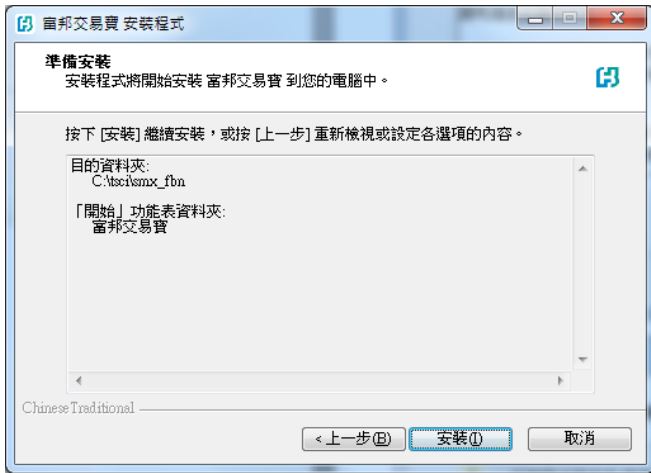 富邦交易寶 安裝程式
準備安裝
安裝程式將開始安裝 富邦交易寶 到您的電腦中。
按下 [安裝] 繼續安裝，或按 [上一步] 重新檢視或設定各選項的內容。
目的資料夾:
C:\tsci\smx_fbn
「開始」功能表資料夾:
富邦交易寶
Chinese Traditional
<上一步(B)
安裝(I)
取消